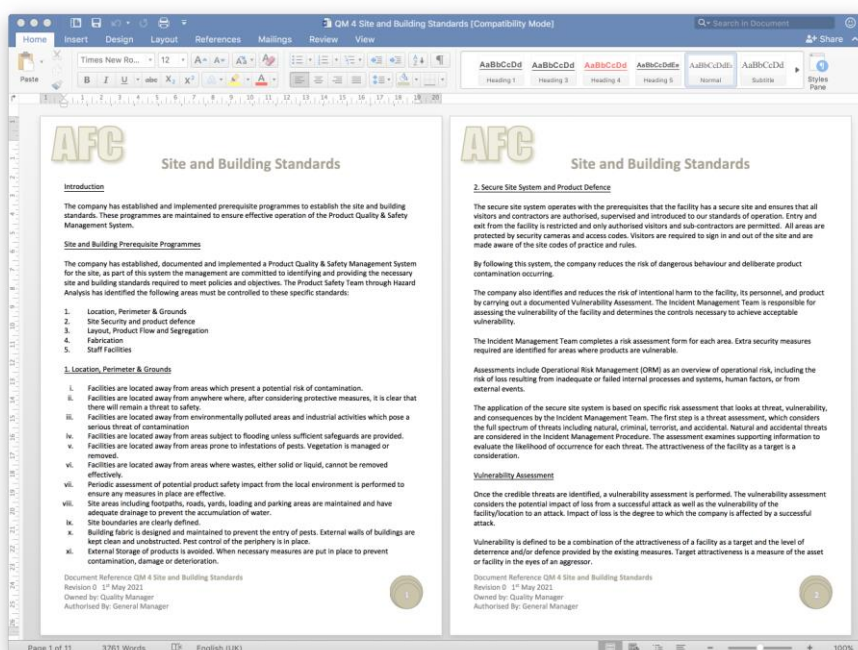 QM 4 Site and Building Standards [Compatibility Mode]
Search in Document
Home Insert Design Layout References Mailings Review View
Share
Paste
Times New Ro... 12
AaBbCcDd AaBbCcDd AaBbCcDd AaBbCcDdEe AaBbCcDdEe AaBbCcDd
Heading 1 Heading 3 Heading 4 Heading 5 Normal Subtitle
Styles
Pane
AFC
Site and Building Standards
Introduction
The company has established and implemented prerequisite programmes to establish the site and building
standards. These programmes are maintained to ensure effective operation of the Product Quality & Safety
Management System.
Site and Building Prerequisite Programmes
The company has established, documented and implemented a Product Quality & Safety Management System
for the site, as part of this system the management are committed to identifying and providing the necessary
site and building standards required to meet policies and objectives. The Product Safety Team through Hazard
Analysis has identified the following areas must be controlled to these specific standards:
1. Location, Perimeter & Grounds
2. Site Security and product defence
3. Layout, Product Flow and Segregation
4. Fabrication
5. Staff Facilities
1. Location, Perimeter & Grounds
i. Facilities are located away from areas which present a potential risk of contamination.
ii. Facilities are located away from anywhere where, after considering protective measures, it is clear that
there will remain a threat to safety.
iii. Facilities are located away from environmentally polluted areas and industrial activities which pose a
serious threat of contamination
iv. Facilities are located away from areas subject to flooding unless sufficient safeguards are provided.
v. Facilities are located away from areas prone to infestations of pests. Vegetation is managed or
removed.
vi. Facilities are located away from areas where wastes, either solid or liquid, cannot be removed
effectively.
vii. Periodic assessment of product safety impact from the local environment is performed to
ensure any measures in place are effective.
viii. Site areas including footpaths, roads, yards, loading and parking areas are maintained and have
adequate drainage to prevent the accumulation of water.
ix. Site boundaries are clearly defined.
x. Building fabric is designed and maintained to prevent the entry of pests. External walls of buildings are
kept clean and unobstructed. Pest control of the periphery is in place.
xi. External Storage of products is avoided. When necessary measures are put in place to prevent
contamination, damage or deterioration.
Document Reference QM 4 Site and Building Standards
Revision 0 1st May 2021
Owned by: Quality Manager
Authorised By: General Manager
1
AFC
Site and Building Standards
2. Secure Site System and Product Defence
The secure site system operates with the prerequisites that the facility has a secure site and ensures that all
visitors and contractors are authorised, supervised and introduced to our standards of operation. Entry and
exit from the facility is restricted and only authorised visitors and sub-contractors are permitted. All areas are
protected by security cameras and access codes. Visitors are required to sign in and out of the site and are
made aware of the site codes of practice and rules.
By following this system, the company reduces the risk of dangerous behaviour and deliberate product
contamination occurring.
The company also identifies and reduces the risk of intentional harm to the facility, its personnel, and product
by carrying out a documented Vulnerability Assessment. The Incident Management Team is responsible for
assessing the vulnerability of the facility and determines the controls necessary to achieve acceptable
vulnerability.
The Incident Management Team completes a risk assessment form for each area. Extra security measures
required are identified for areas where products are vulnerable.
Assessments include Operational Risk Management (ORM) as an overview of operational risk, including the
risk of loss resulting from inadequate or failed internal processes and systems, human factors, or from
external events.
The application of the secure site system is based on specific risk assessment that looks at threat, vulnerability,
and consequences by the Incident Management Team. The first step is a threat assessment, which considers
the full spectrum of threats including natural, criminal, terrorist, and accidental. Natural and accidental threats
are considered in the Incident Management Procedure. The assessment examines supporting information to
evaluate the likelihood of occurrence for each threat. The attractiveness of the facility as a target is a
consideration.
Vulnerability Assessment
Once the credible threats are identified, a vulnerability assessment is performed. The vulnerability assessment
considers the potential impact of loss from a successful attack as well as the vulnerability of the
facility/location to an attack. Impact of loss is the degree to which the company is affected by a successful
attack.
Vulnerability is defined to be a combination of the attractiveness of a facility as a target and the level of
deterrence and/or defence provided by the existing measures. Target attractiveness is a measure of the asset
or facility in the eyes of an aggressor.
Document Reference QM 4 Site and Building Standards
Revision 0 1st May 2021
Owned by: Quality Manager
Authorised By: General Manager
2
Page 1 of 11 3261 Words English (UK) 100%